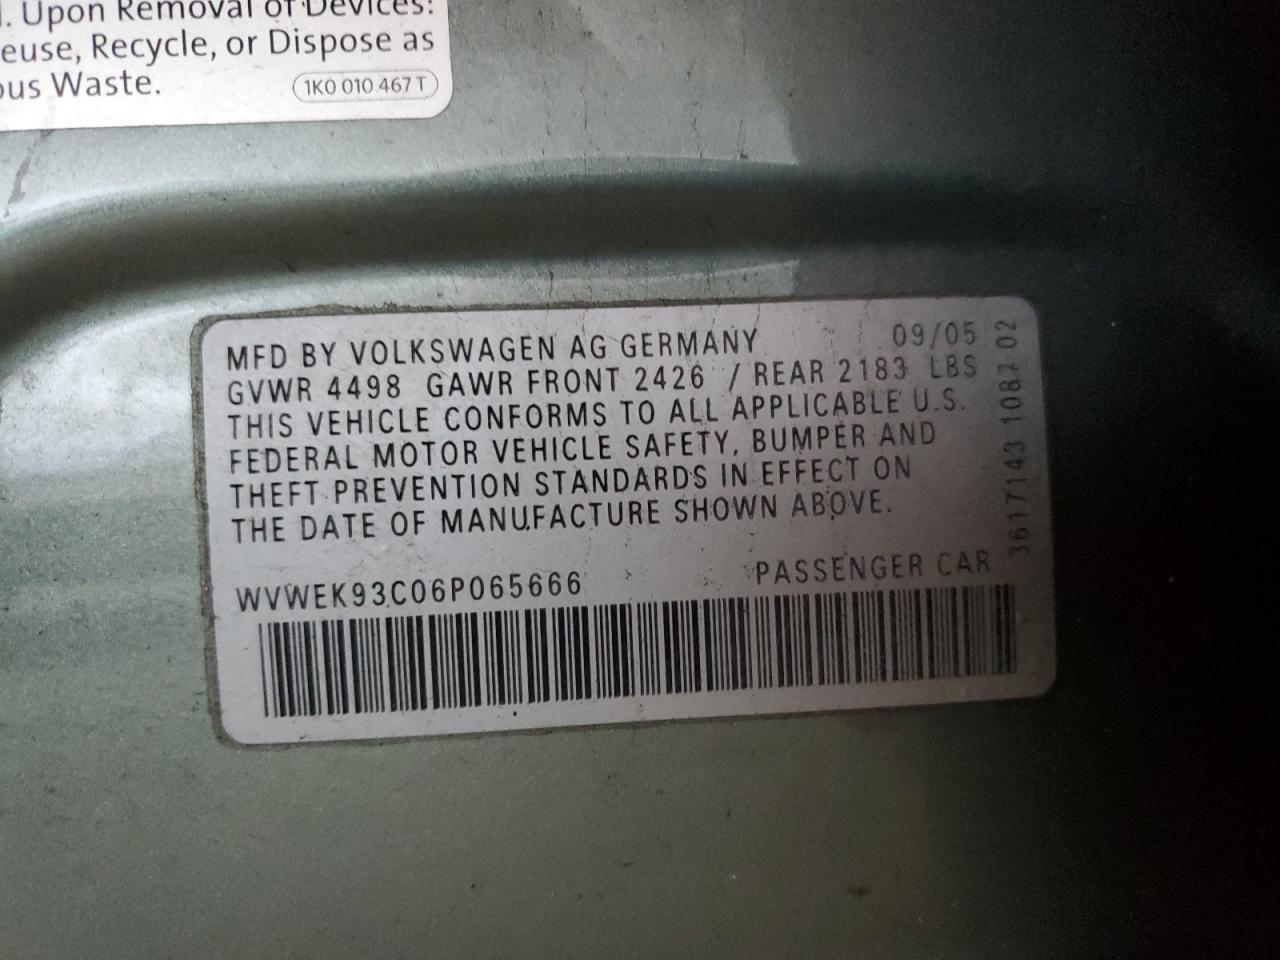 . Upon Removal of Devices:
euse, Recycle, or Dispose as
ous Waste.
1K0 010 467 T
MFD BY VOLKSWAGEN AG GERMANY 09/05
GVWR 4498 GAWR FRONT 2426 / REAR 2183 LBS
THIS VEHICLE CONFORMS TO ALL APPLICABLE U.S.
FEDERAL MOTOR VEHICLE SAFETY, BUMPER AND
THEFT PREVENTION STANDARDS IN EFFECT ON
THE DATE OF MANUFACTURE SHOWN ABOVE.
WVWEK93C06P065666 PASSENGER CAR
3617143 1087 02